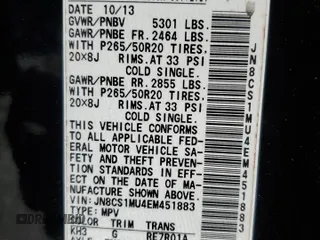 DATE 10/13
GVWR/PNBV 5301 LBS.
GAWR/PNBE FR. 2464 LBS.
WITH P265/50R20 TIRES,
20X8J RIMS, AT 33 PSI
COLD SINGLE.
GAWR/PNBE RR. 2855 LBS.
WITH P265/50R20 TIRES,
20X8J RIMS, AT 33 PSI
COLD SINGLE.
THIS VEHICLE CONFORMS
TO ALL APPLICABLE FED-
ERAL MOTOR VEHICLE SA-
FETY AND THEFT PREVEN-
TION STANDARDS IN EFF-
ECT ON THE DATE OF MA-
NUFACTURE SHOWN ABOVE.
VIN: JN8CS1MU4EM451883
TYPE: MPV
COLOR TRIM TRANS
KH3 G RE7R01A
JN8CS1MU4EM451883